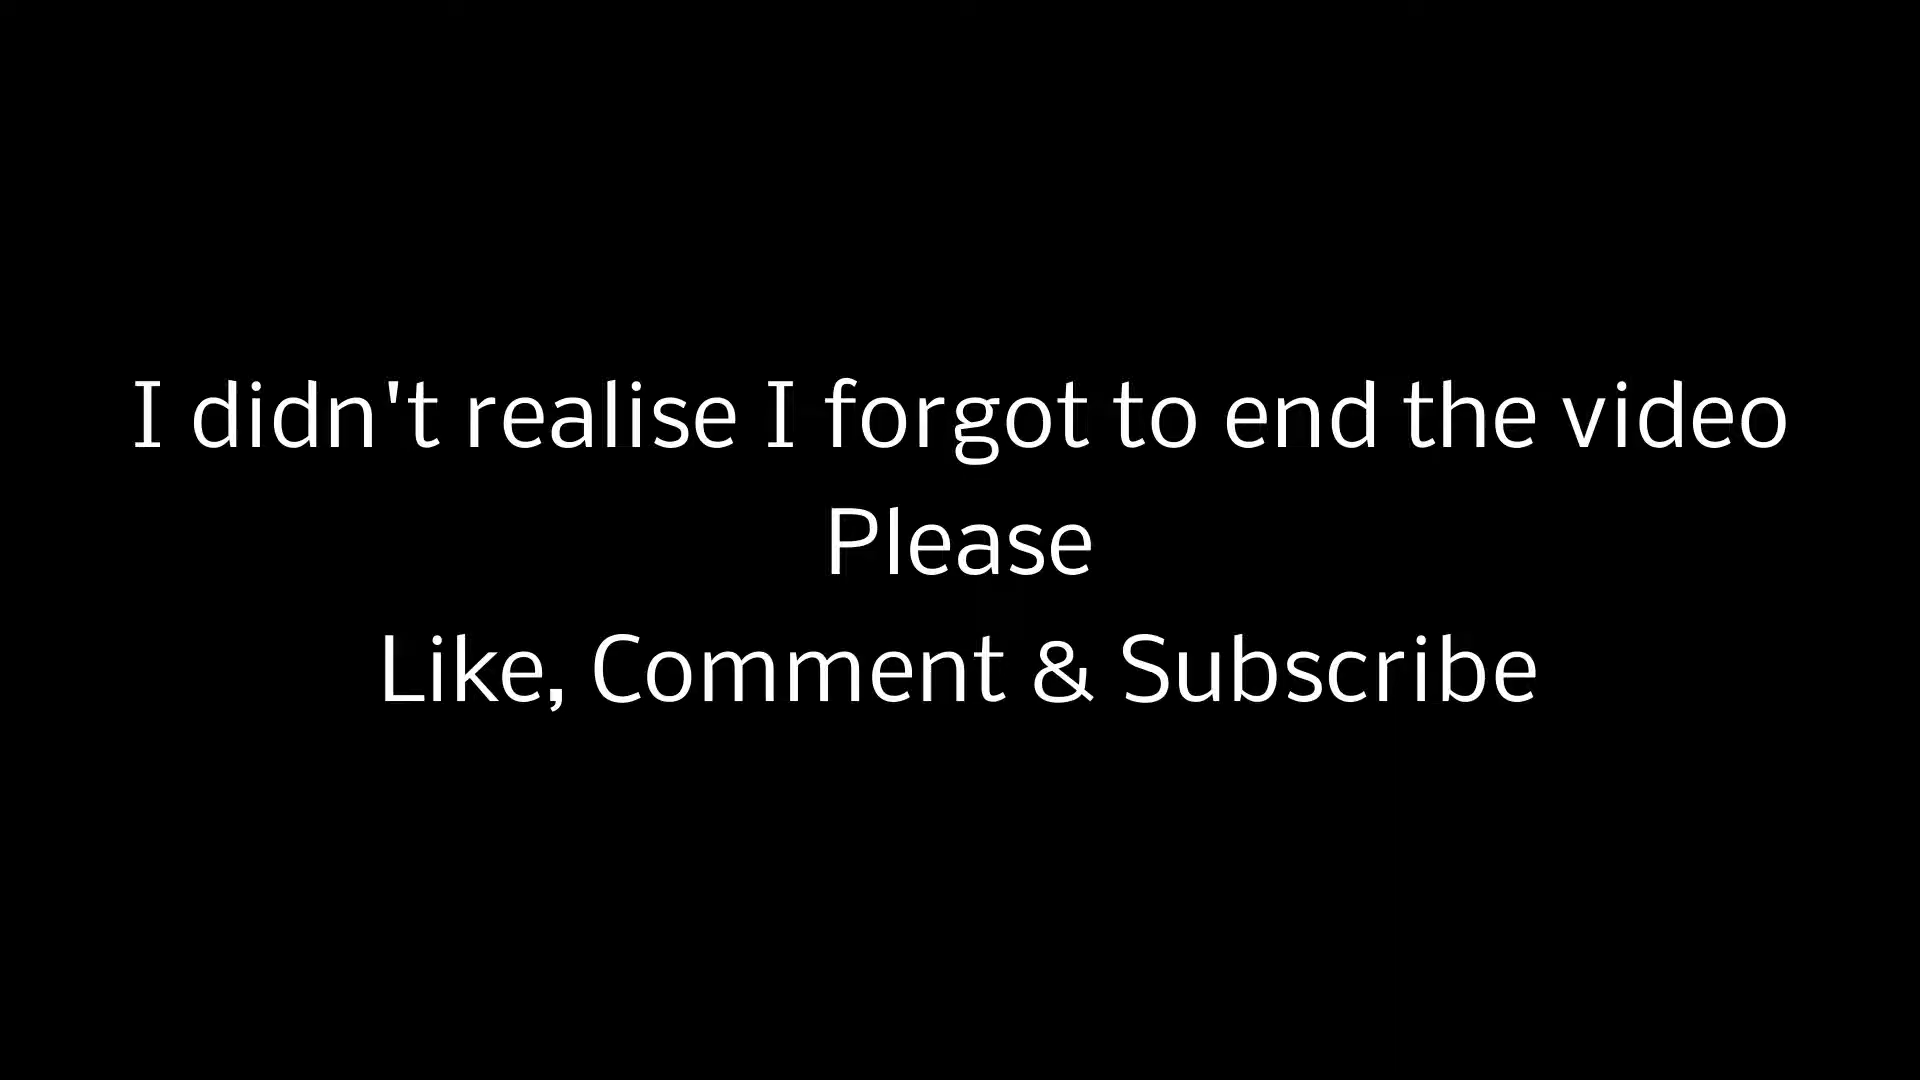 I didn't realise I forgot to end the video
Please
Like, Comment & Subscribe